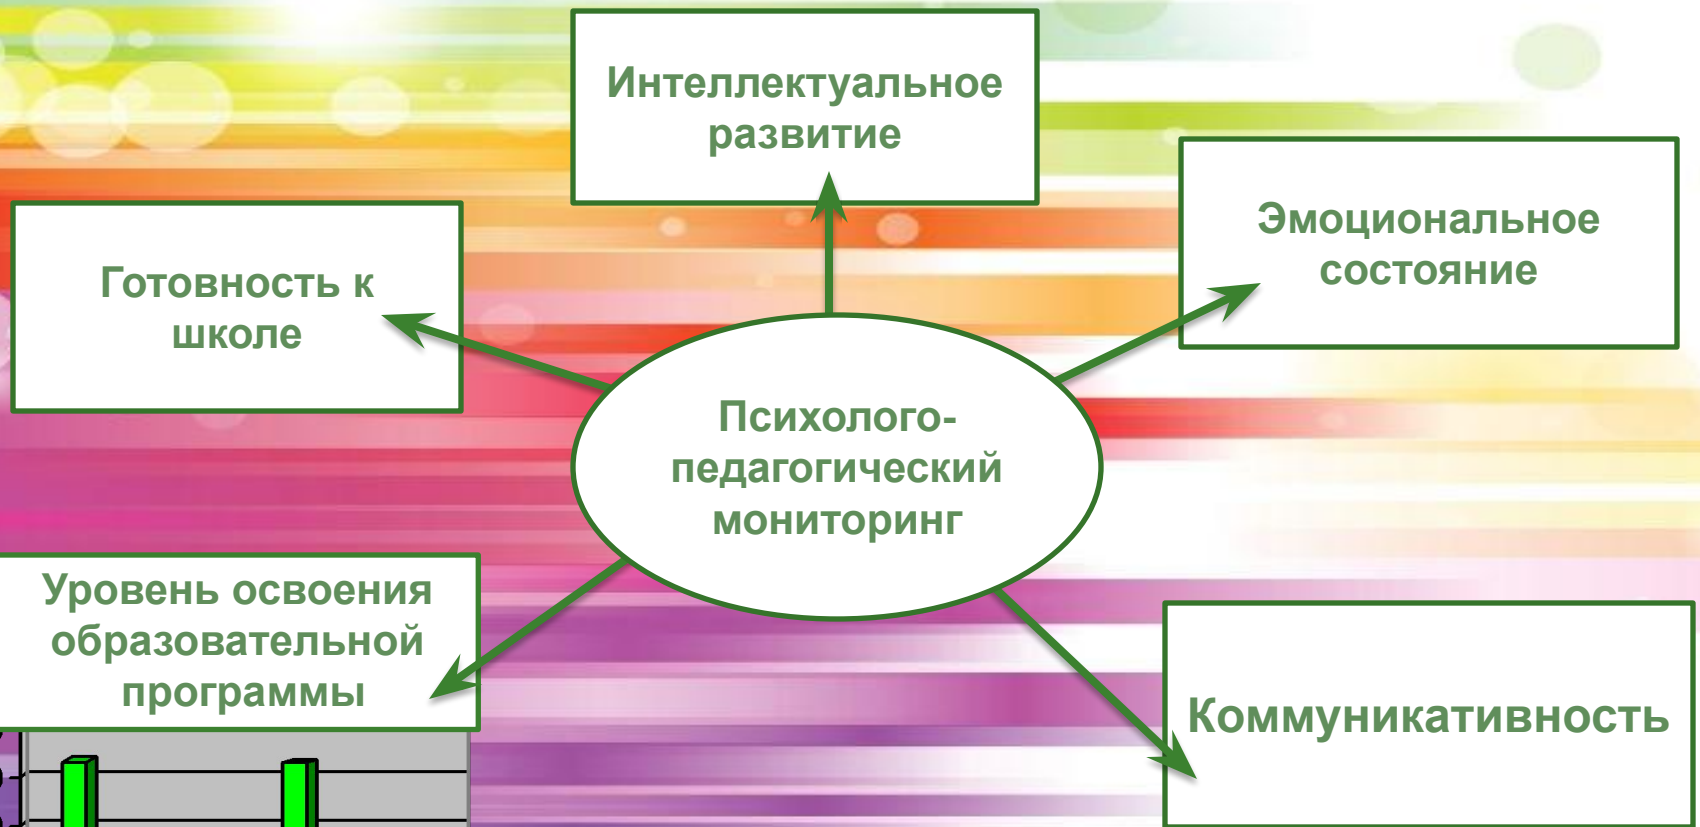 Интеллектуальное
развитие
Эмоциональное
состояние
Готовность к
школе
Психолого-
педагогический
мониторинг
Уровень освоения
образовательной
программы
Коммуникативность